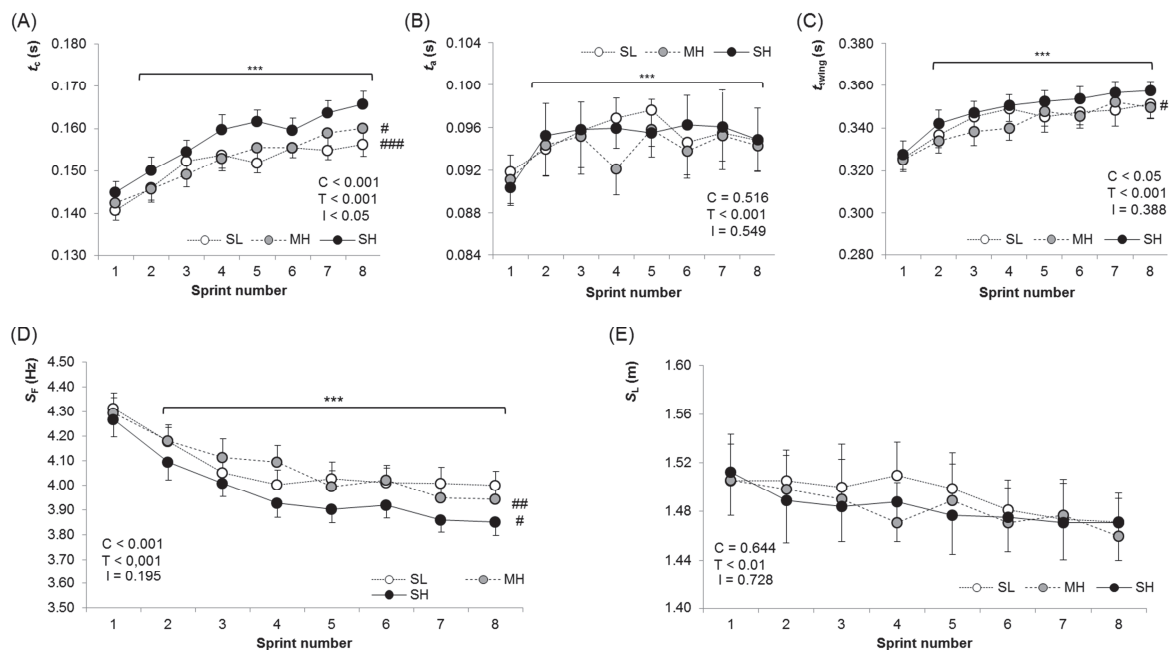 (A)
t_c (s)
0.180
0.170
0.160
0.150
0.140
0.130
***
#
###
C < 0.001
T < 0.001
I < 0.05
SL MH SH
1 2 3 4 5 6 7 8
Sprint number
(B)
t_a (s)
0.104
0.100
0.096
0.092
0.088
0.084
SL MH SH
***
C = 0.516
T < 0.001
I = 0.549
1 2 3 4 5 6 7 8
Sprint number
(C)
t_swing (s)
0.380
0.360
0.340
0.320
0.300
0.280
***
#
C < 0.05
T < 0.001
I = 0.388
SL MH SH
1 2 3 4 5 6 7 8
Sprint number
(D)
S_F (Hz)
4.50
4.40
4.30
4.20
4.10
4.00
3.90
3.80
3.70
3.60
3.50
***
##
#
C < 0.001
T < 0,001
I = 0.195
SL MH
SH
1 2 3 4 5 6 7 8
Sprint number
(E)
S_L (m)
1.60
1.56
1.52
1.48
1.44
1.40
C = 0.644
T < 0.01
I = 0.728
SL MH SH
1 2 3 4 5 6 7 8
Sprint number